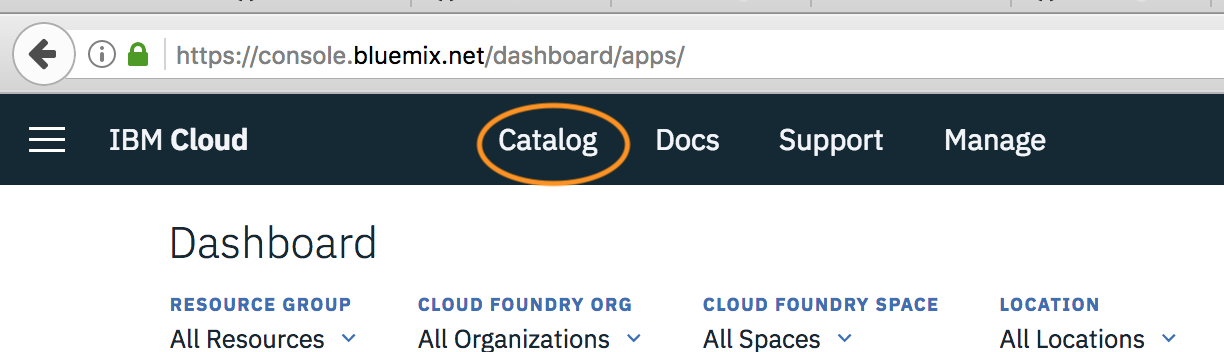 https://console.bluemix.net/dashboard/apps/
IBM Cloud Catalog Docs Support Manage
Dashboard
RESOURCE GROUP CLOUD FOUNDRY ORG CLOUD FOUNDRY SPACE LOCATION
All Resources All Organizations All Spaces All Locations